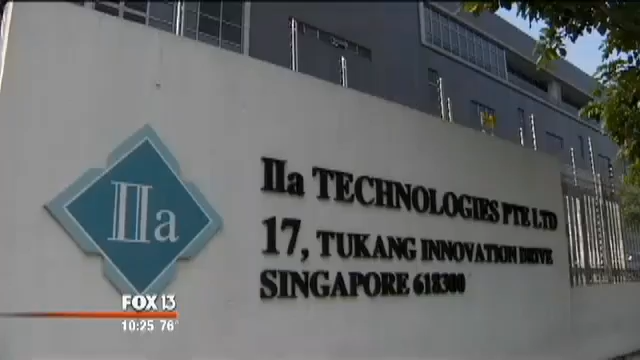 IIa
IIa TECHNOLOGIES PTE LTD
17, TUKANG INNOVATION DRIVE
SINGAPORE 618300
FOX 13
10:25 76°